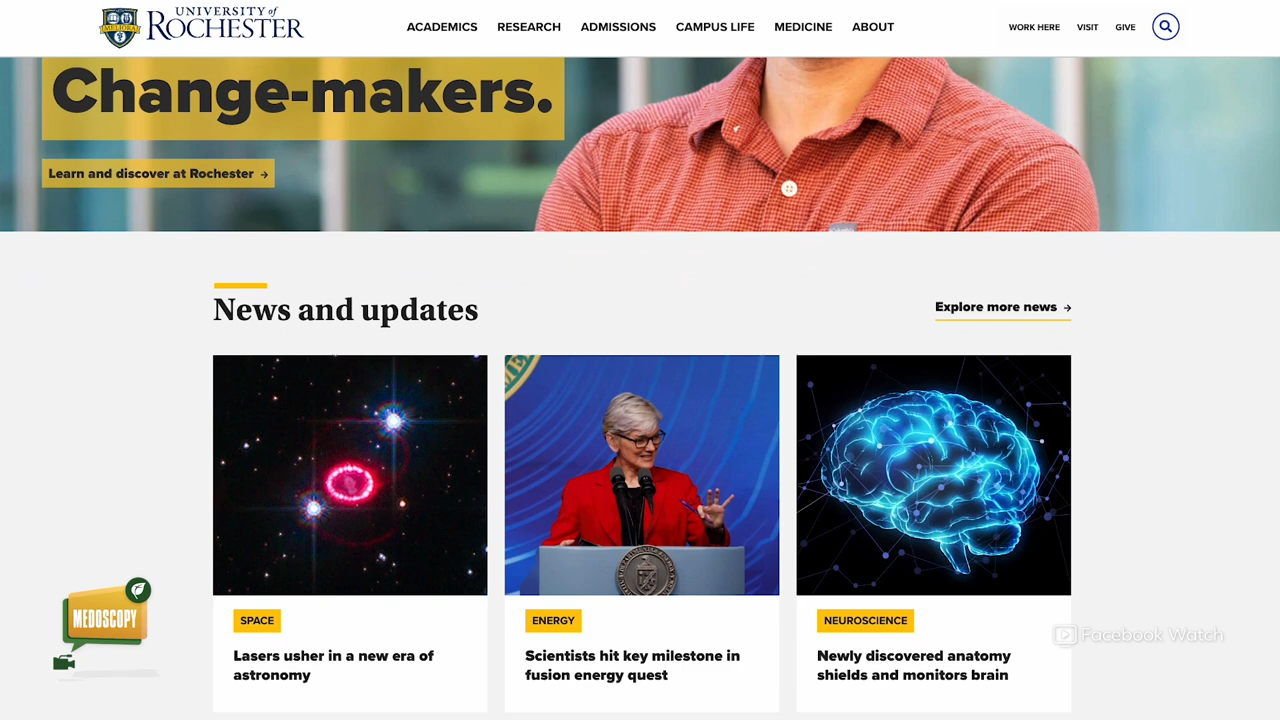 UNIVERSITY of
ROCHESTER
MELIORA
ACADEMICS RESEARCH ADMISSIONS CAMPUS LIFE MEDICINE ABOUT
WORK HERE VISIT GIVE
Change-makers.
Learn and discover at Rochester →
News and updates
Explore more news →
SPACE
Lasers usher in a new era of
astronomy
ENERGY
Scientists hit key milestone in
fusion energy quest
NEUROSCIENCE
Newly discovered anatomy
shields and monitors brain
MEDOSCOPY
Facebook Watch